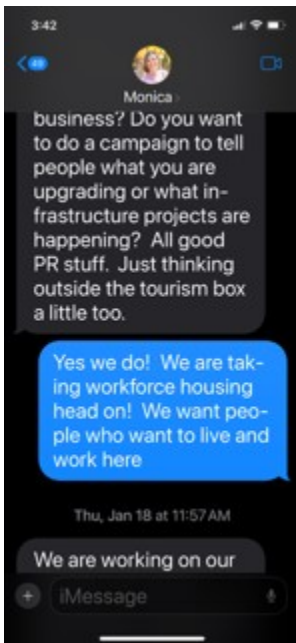 3:42
49
Monica
business? Do you want
to do a campaign to tell
people what you are
upgrading or what in-
frastructure projects are
happening? All good
PR stuff. Just thinking
outside the tourism box
a little too.
Yes we do! We are tak-
ing workforce housing
head on! We want peo-
ple who want to live and
work here
Thu, Jan 18 at 11:57 AM
We are working on our
iMessage